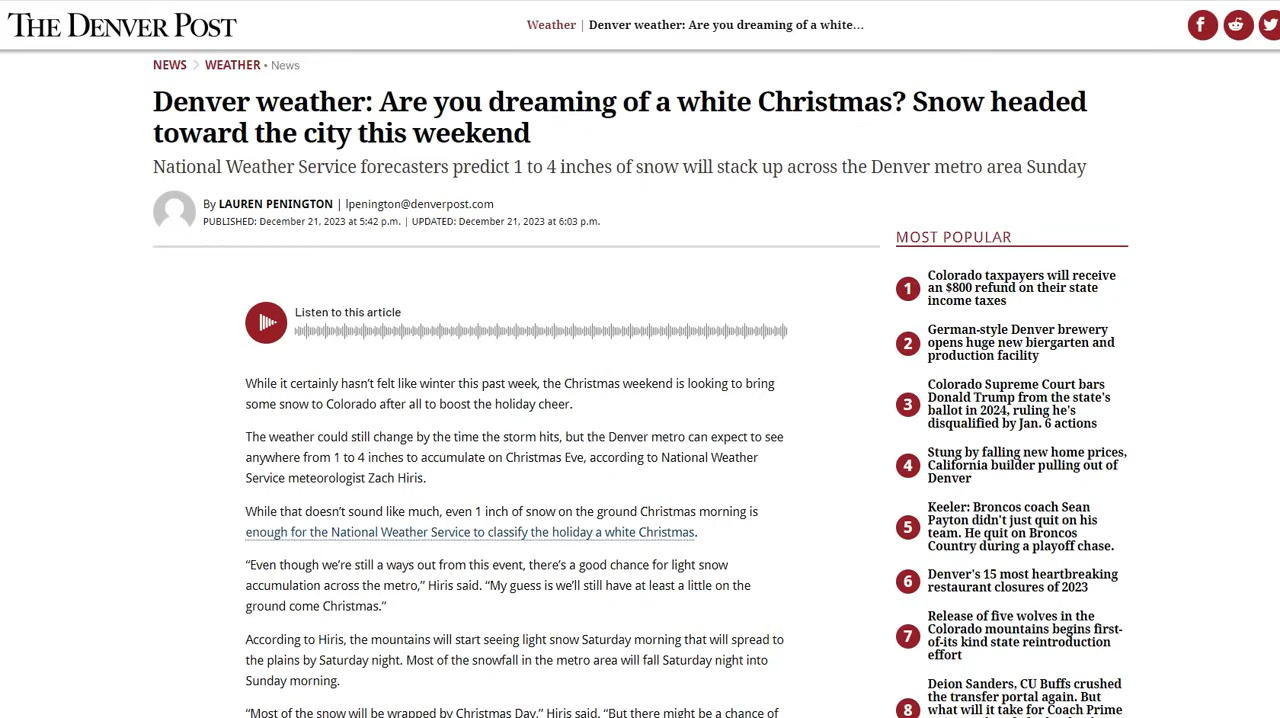 THE DENVER POST
Weather | Denver weather: Are you dreaming of a white…
NEWS > WEATHER • News
Denver weather: Are you dreaming of a white Christmas? Snow headed
toward the city this weekend
National Weather Service forecasters predict 1 to 4 inches of snow will stack up across the Denver metro area Sunday
By LAUREN PENINGTON | lpenington@denverpost.com
PUBLISHED: December 21, 2023 at 5:42 p.m. | UPDATED: December 21, 2023 at 6:03 p.m.
Listen to this article
While it certainly hasn’t felt like winter this past week, the Christmas weekend is looking to bring
some snow to Colorado after all to boost the holiday cheer.
The weather could still change by the time the storm hits, but the Denver metro can expect to see
anywhere from 1 to 4 inches to accumulate on Christmas Eve, according to National Weather
Service meteorologist Zach Hiris.
While that doesn’t sound like much, even 1 inch of snow on the ground Christmas morning is
enough for the National Weather Service to classify the holiday a white Christmas.
“Even though we’re still a ways out from this event, there’s a good chance for light snow
accumulation across the metro,” Hiris said. “My guess is we’ll still have at least a little on the
ground come Christmas.”
According to Hiris, the mountains will start seeing light snow Saturday morning that will spread to
the plains by Saturday night. Most of the snowfall in the metro area will fall Saturday night into
Sunday morning.
“Most of the snow will be wrapped by Christmas Day,” Hiris said. “But there might be a chance of
MOST POPULAR
1 Colorado taxpayers will receive
an $800 refund on their state
income taxes
2 German-style Denver brewery
opens huge new biergarten and
production facility
3 Colorado Supreme Court bars
Donald Trump from the state's
ballot in 2024, ruling he's
disqualified by Jan. 6 actions
4 Stung by falling new home prices,
California builder pulling out of
Denver
5 Keeler: Broncos coach Sean
Payton didn't just quit on his
team. He quit on Broncos
Country during a playoff chase.
6 Denver's 15 most heartbreaking
restaurant closures of 2023
7 Release of five wolves in the
Colorado mountains begins first-
of-its kind state reintroduction
effort
8 Deion Sanders, CU Buffs crushed
the transfer portal again. But
what will it take for Coach Prime